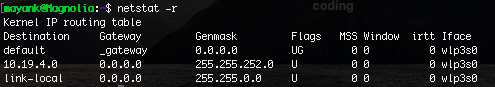 coding
[mayank@Magnolia:~$ netstat -r
Kernel IP routing table
Destination     Gateway         Genmask         Flags   MSS Window  irtt Iface
default         _gateway        0.0.0.0         UG        0 0          0 wlp3s0
10.19.4.0       0.0.0.0         255.255.252.0   U         0 0          0 wlp3s0
link-local      0.0.0.0         255.255.0.0     U         0 0          0 wlp3s0